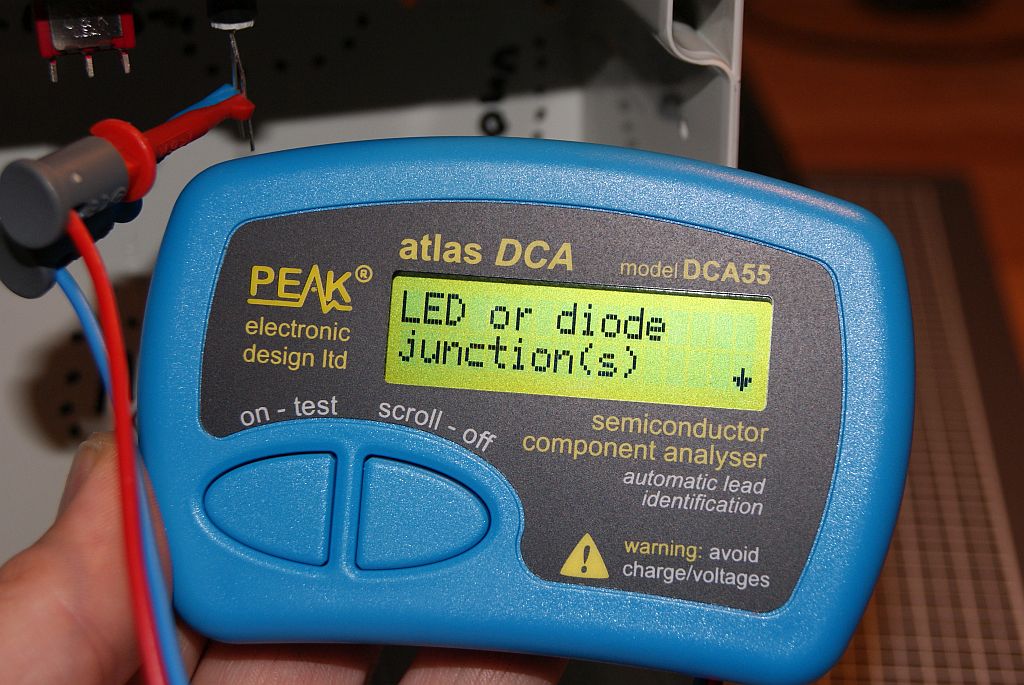 atlas DCA
model DCA55
PEAK®
electronic
design ltd
LED or diode
junction(s)
on - test
scroll - off
semiconductor
component analyser
automatic lead
identification
warning: avoid
charge/voltages